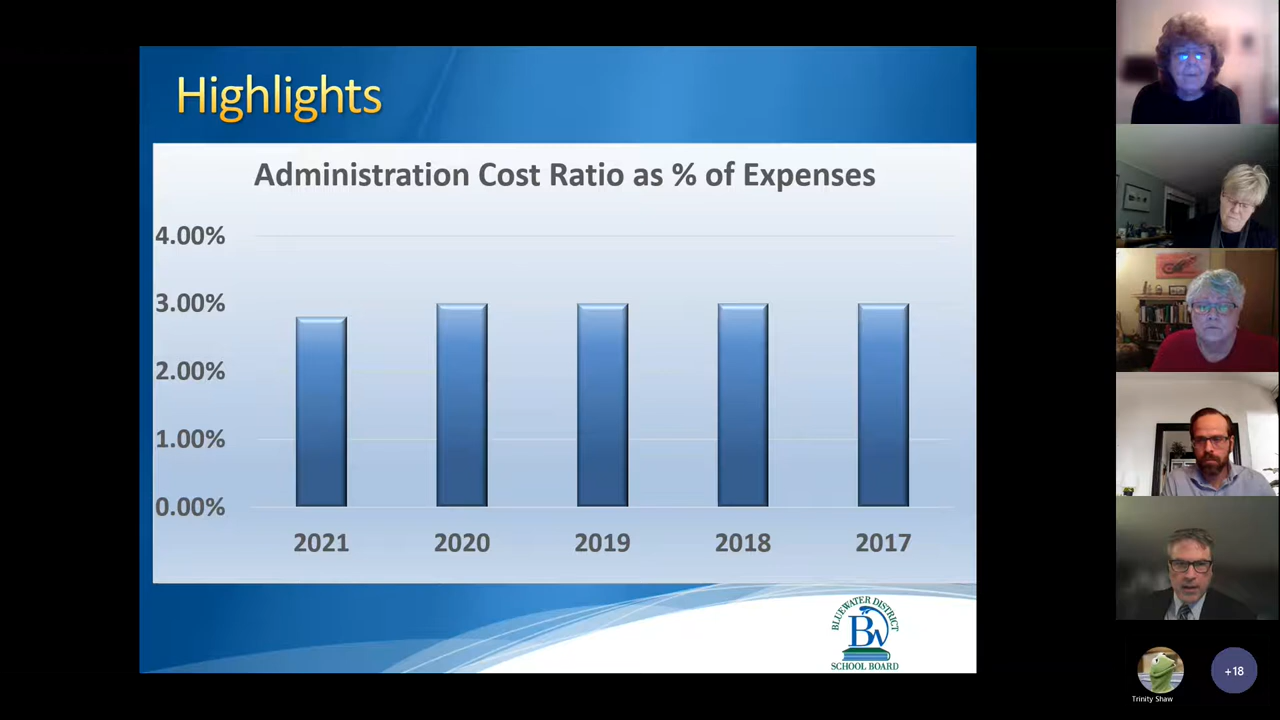 Highlights
Administration Cost Ratio as % of Expenses
4.00%
3.00%
2.00%
1.00%
0.00%
2021 2020 2019 2018 2017
BLUEWATER DISTRICT
BW
SCHOOL BOARD
Trinity Shaw
+18